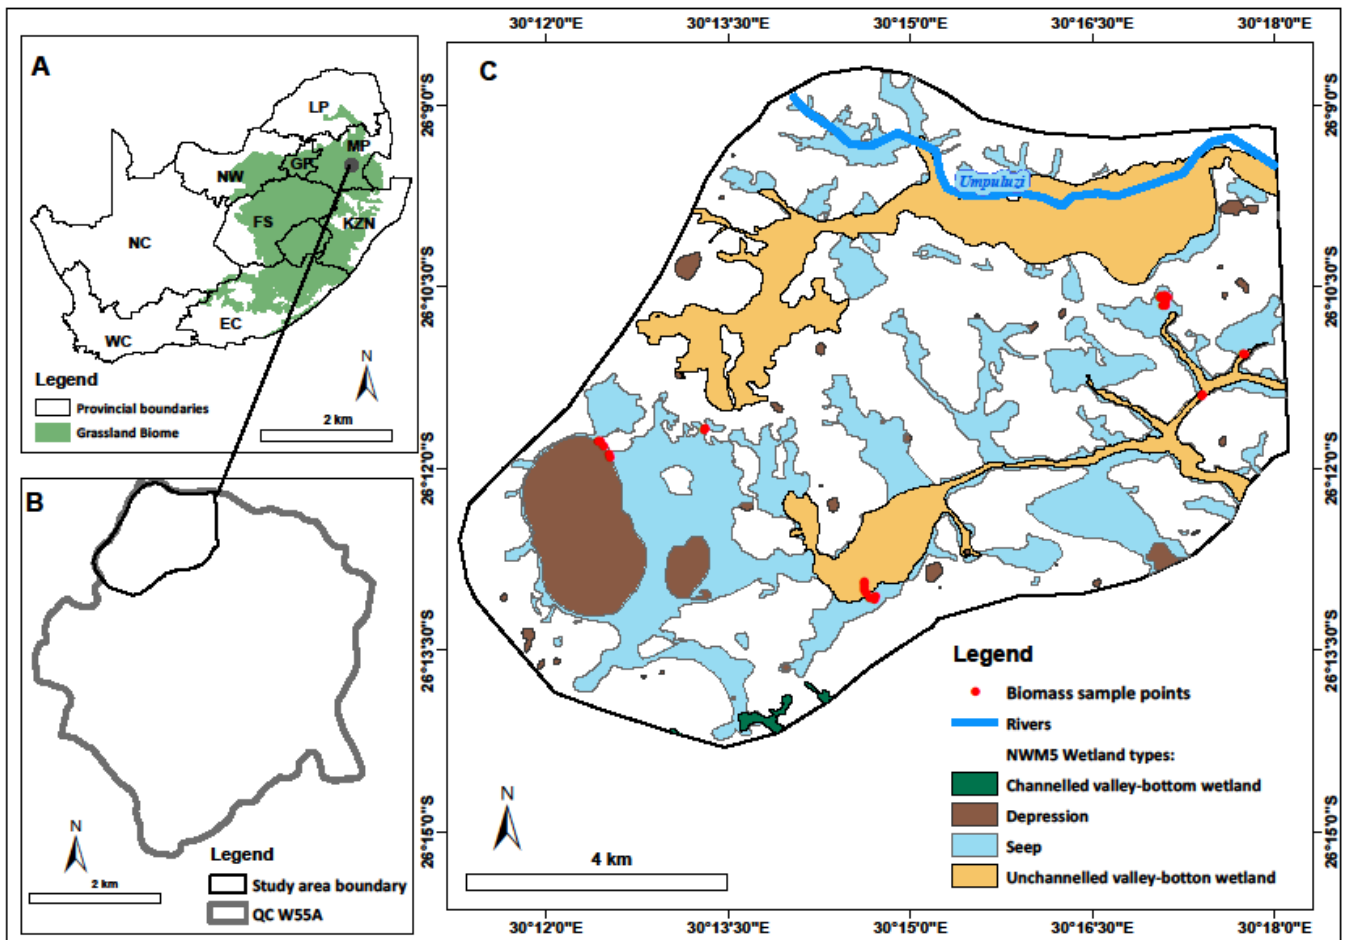 A
LP
MP
GP
NW
FS
KZN
NC
EC
WC
N
Legend
Provincial boundaries
Grassland Biome
2 km
B
N
2 km
Legend
Study area boundary
QC W55A
30°12'0"E 30°13'30"E 30°15'0"E 30°16'30"E 30°18'0"E
C
26°9'0"S
26°10'30"S
26°12'0"S
26°13'30"S
26°15'0"S
Umpuluzi
26°9'0"S
26°10'30"S
26°12'0"S
26°13'30"S
26°15'0"S
N
4 km
Legend
Biomass sample points
Rivers
NWM5 Wetland types:
Channelled valley-bottom wetland
Depression
Seep
Unchannelled valley-botton wetland
30°12'0"E 30°13'30"E 30°15'0"E 30°16'30"E 30°18'0"E